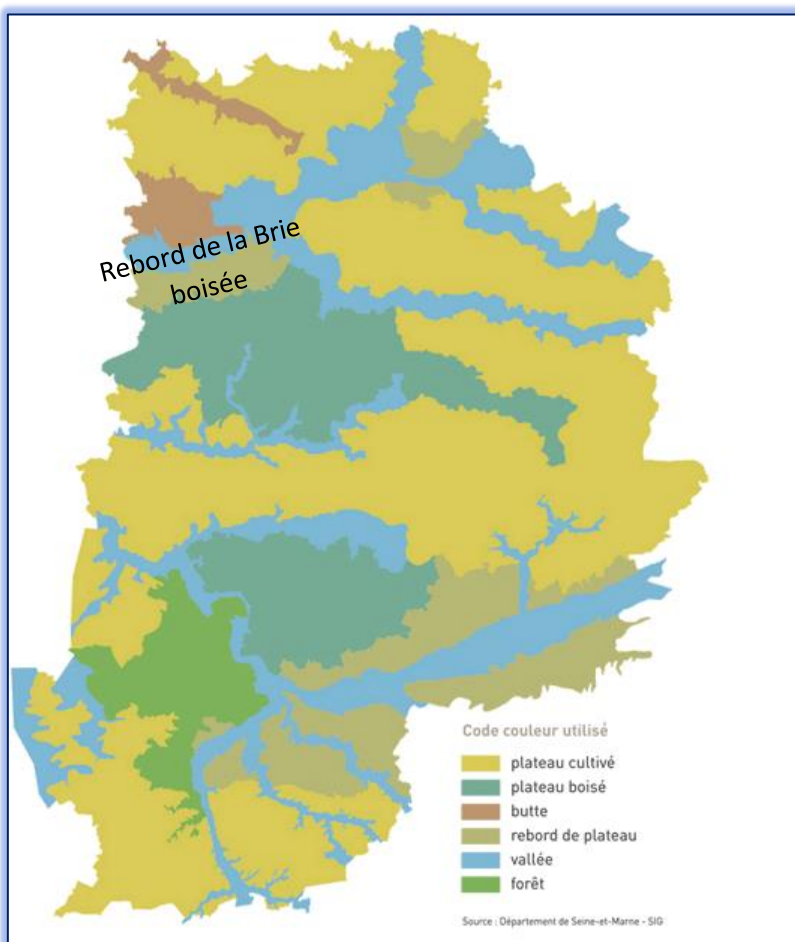 Rebord de la Brie
boisée
Code couleur utilisé
plateau cultivé
plateau boisé
butte
rebord de plateau
vallée
forêt
Source : Département de Seine-et-Marne - SIG